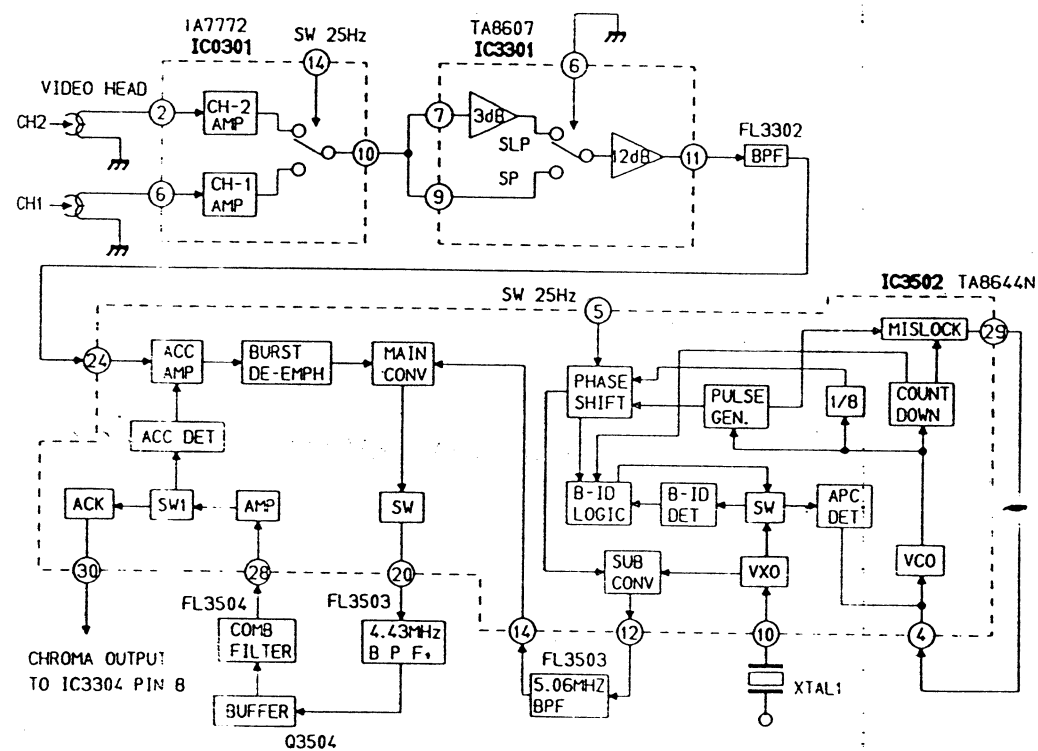 TA7772
IC0301
SW 25Hz
TA8607
IC3301
14
6
VIDEO HEAD
CH2
2
CH-2
AMP
7
3dB
SLP
10
12dB
11
FL3302
BPF
CH1
6
CH-1
AMP
9
SP
IC3502 TA8644N
SW 25Hz
5
24
ACC
AMP
BURST
DE-EMPH
MAIN
CONV
MISLOCK
29
PHASE
SHIFT
PULSE
GEN.
1/8
COUNT
DOWN
ACC DET
ACK
SW1
AMP
SW
B-ID
LOGIC
B-ID
DET
SW
APC
DET
SUB
CONV
VXO
VCO
30
28
20
FL3504
FL3503
COMB
FILTER
4.43MHz
B P F.
14
12
10
4
CHROMA OUTPUT
TO IC3304 PIN 8
FL3503
5.06MHZ
BPF
XTAL1
BUFFER
Q3504